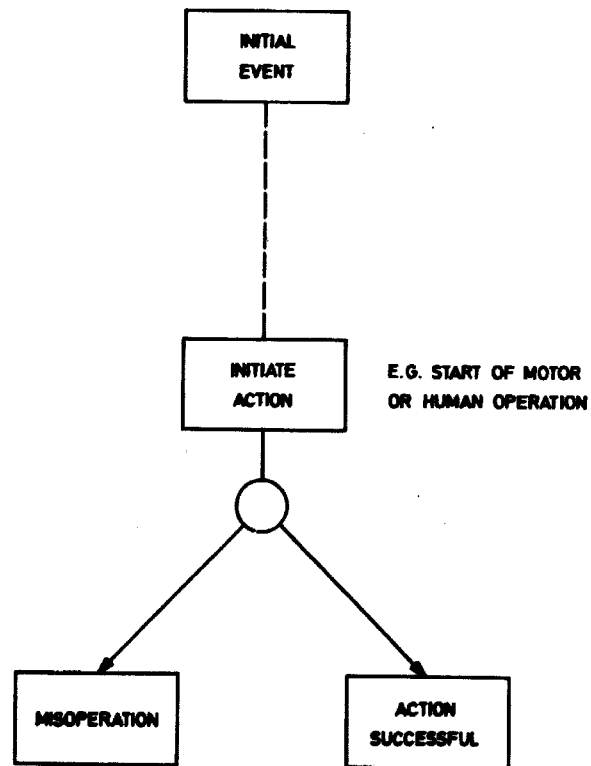 INITIAL
EVENT
INITIATE
ACTION
E.G. START OF MOTOR
OR HUMAN OPERATION
MISOPERATION
ACTION
SUCCESSFUL